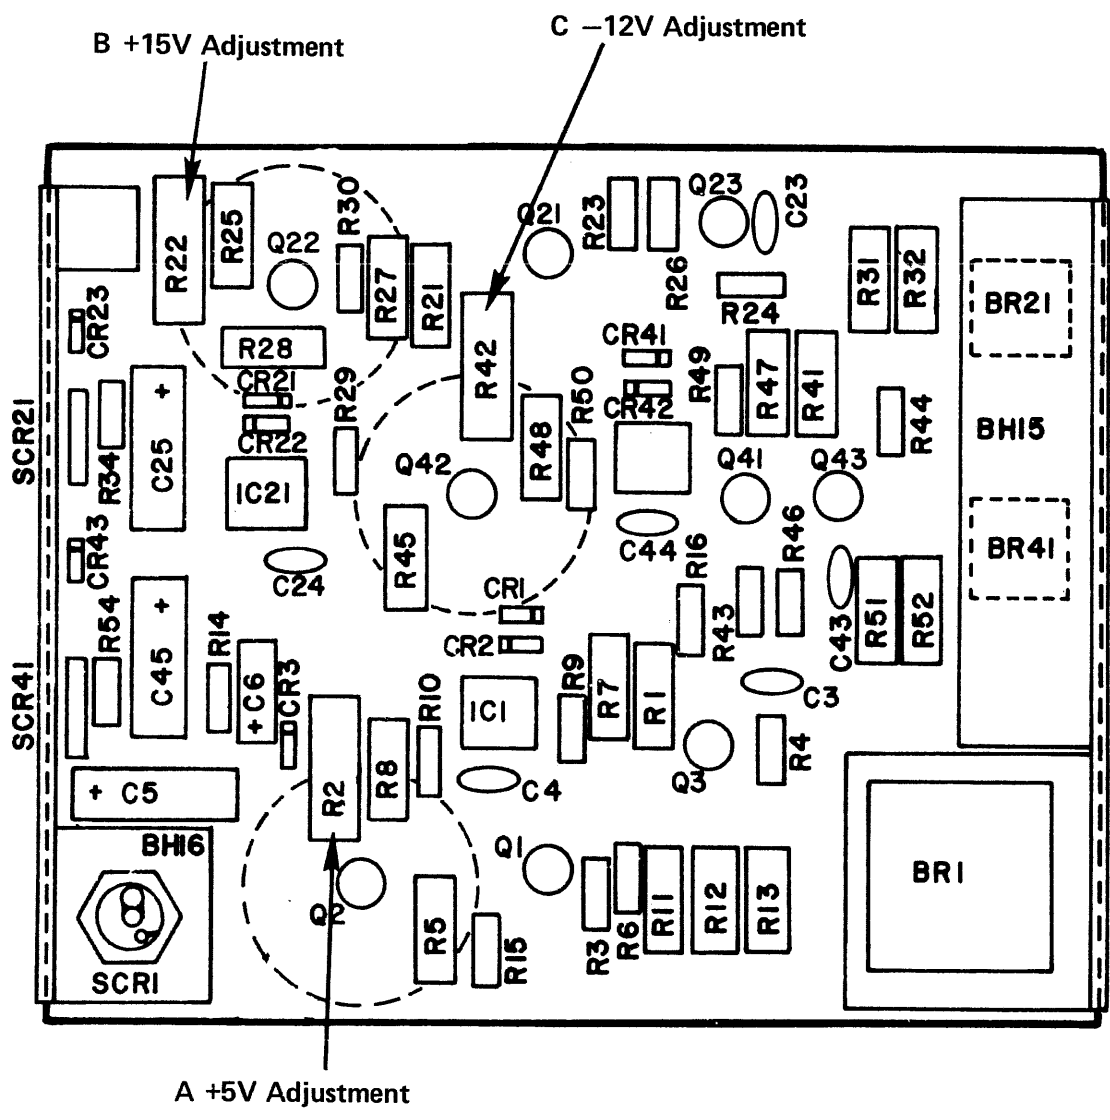 C –12V Adjustment
B +15V Adjustment
R22
R25
R30
Q22
R27
R21
Q21
R23
R26
Q23
C23
R24
R31
R32
BR21
CR23
R28
CR21
CR22
R29
R42
R48
R50
CR41
CR42
R49
R47
R41
R44
BH15
SCR21
R34
+
C25
IC21
Q42
Q41
Q43
R45
C44
R46
BR41
CR43
C24
R16
R43
C43
R51
R52
CR1
CR2
SCR41
R54
+
C45
R14
+ C6
CR3
R10
IC1
R9
R7
R1
C3
Q3
R4
+ C5
R2
R8
C4
BH16
Q1
Q2
R5
R15
R3
R6
R11
R12
R13
BR1
SCR1
A +5V Adjustment